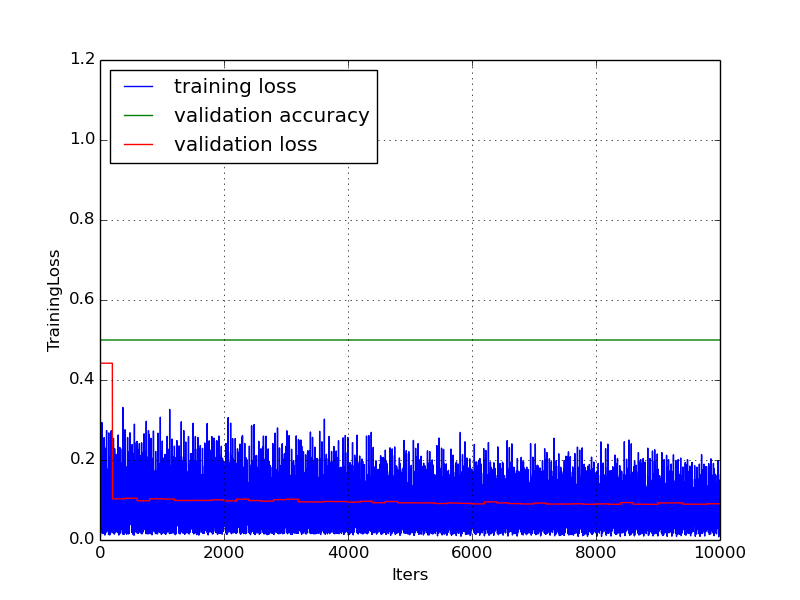 1.2
1.0
0.8
0.6
0.4
0.2
0.0
TrainingLoss
training loss
validation accuracy
validation loss
0
2000
4000
6000
8000
10000
Iters